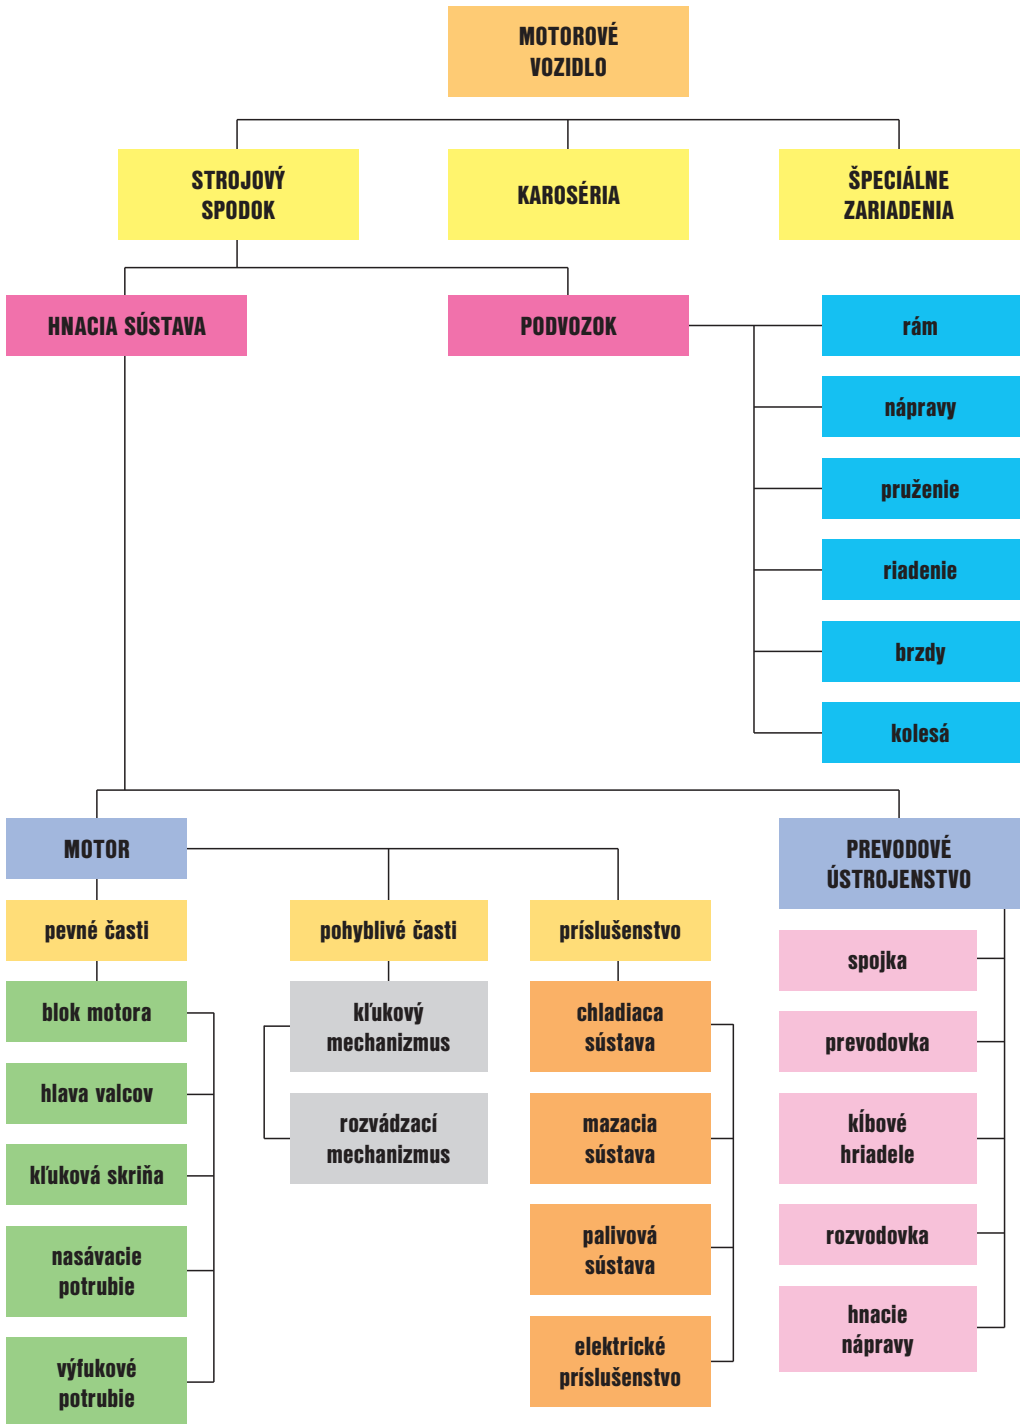 MOTOROVÉ
VOZIDLO
STROJOVÝ
SPODOK
KAROSÉRIA
ŠPECIÁLNE
ZARIADENIA
HNACIA SÚSTAVA
PODVOZOK
rám
nápravy
pruženie
riadenie
brzdy
kolesá
MOTOR
PREVODOVÉ
ÚSTROJENSTVO
pevné časti
blok motora
hlava valcov
kľuková skriňa
nasávacie
potrubie
výfukové
potrubie
pohyblivé časti
kľukový
mechanizmus
rozvádzací
mechanizmus
príslušenstvo
chladiaca
sústava
mazacia
sústava
palivová
sústava
elektrické
príslušenstvo
spojka
prevodovka
kĺbové
hriadele
rozvodovka
hnacie
nápravy